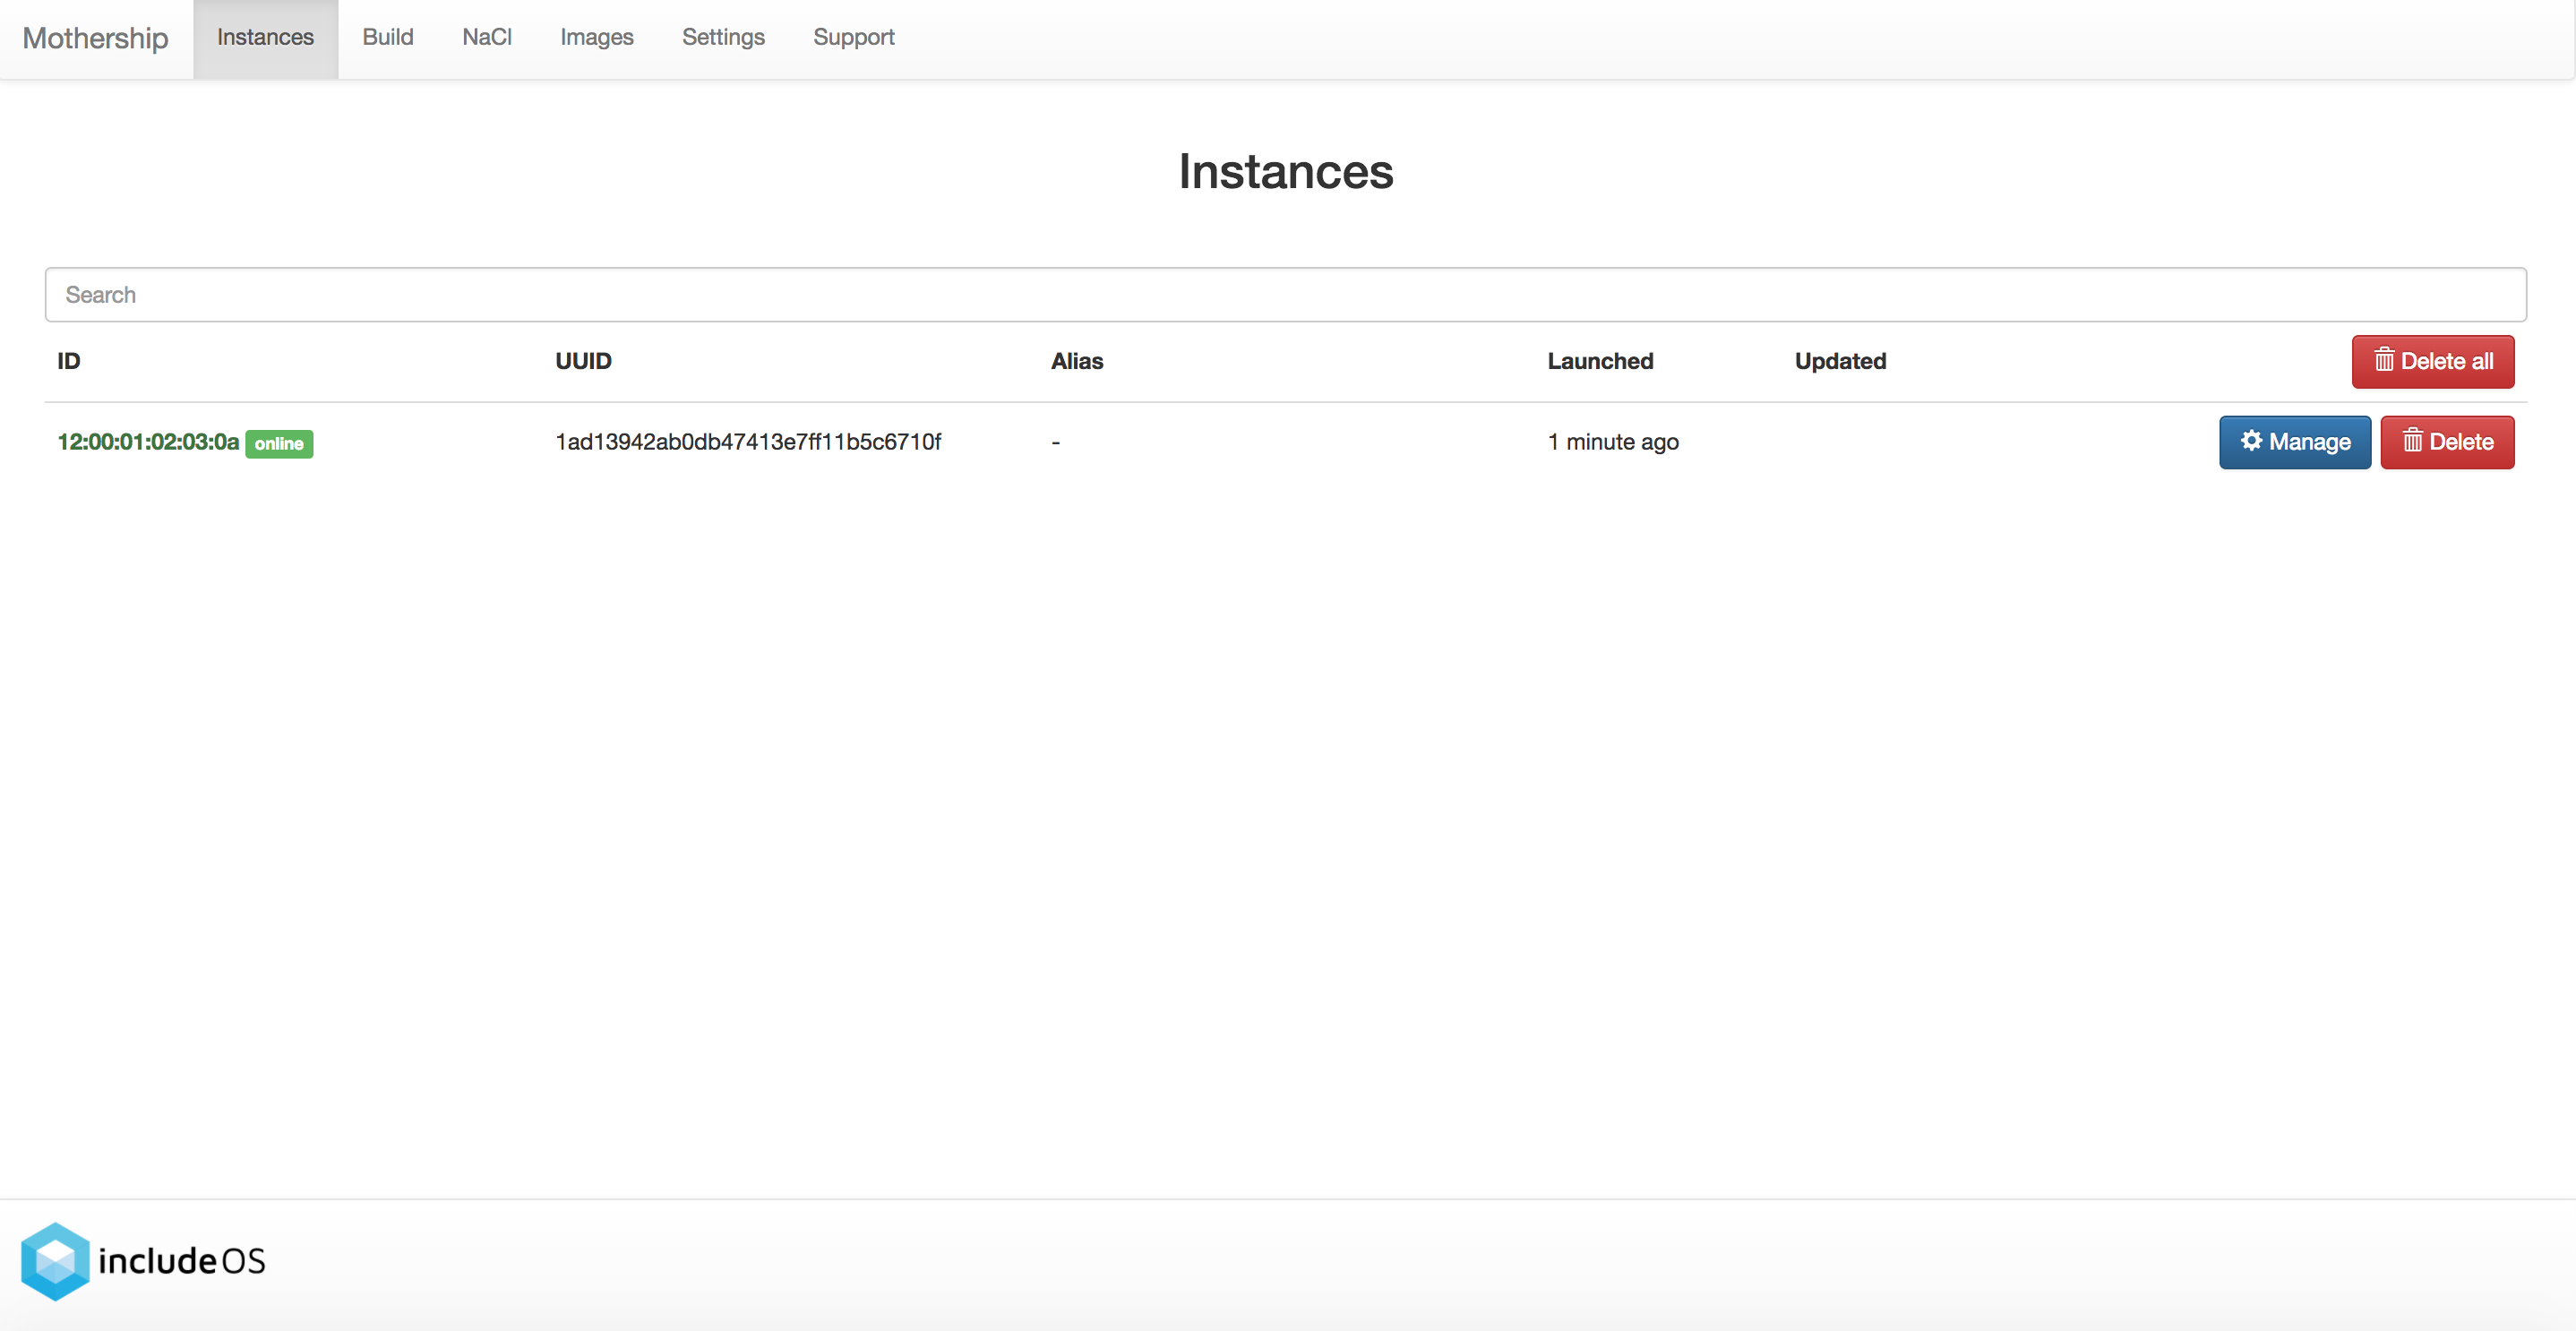 Mothership Instances Build NaCl Images Settings Support
Instances
Search
ID UUID Alias Launched Updated Delete all
12:00:01:02:03:0a online 1ad13942ab0db47413e7ff11b5c6710f - 1 minute ago Manage Delete
includeOS